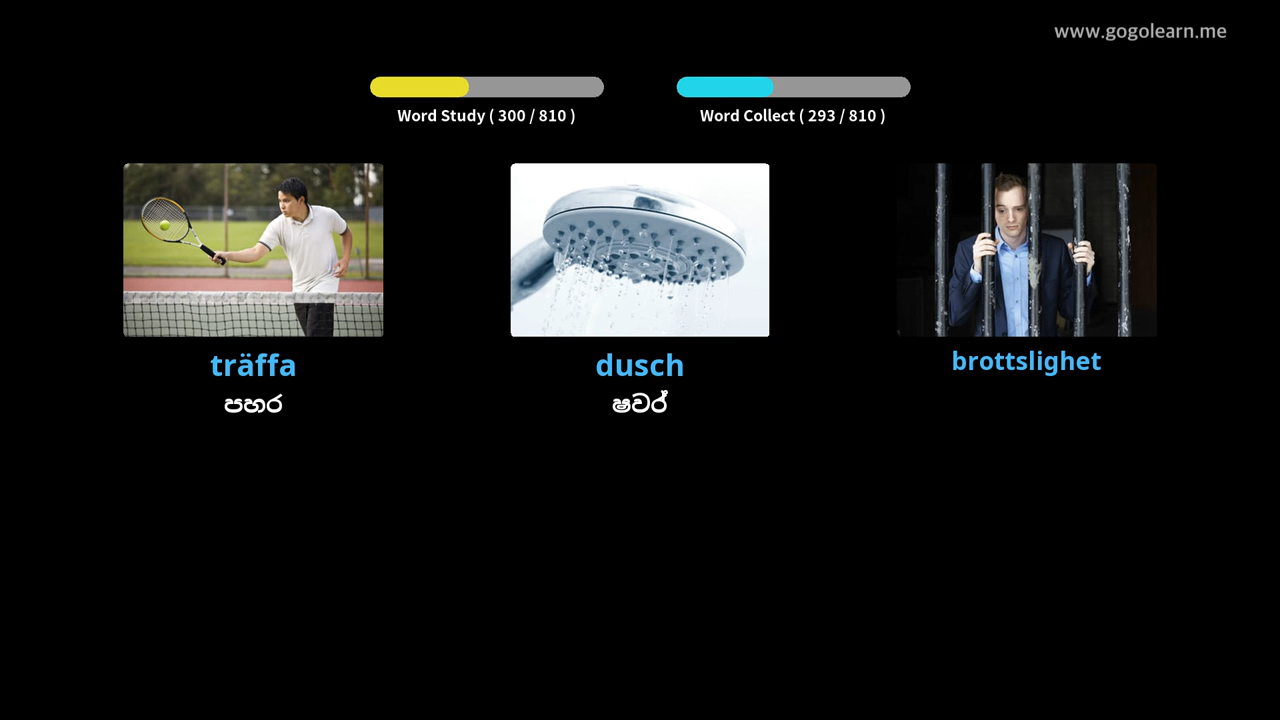 www.gogolearn.me
Word Study ( 300 / 810 )
Word Collect ( 293 / 810 )
träffa
පහර
dusch
ෂවර්
brottslighet